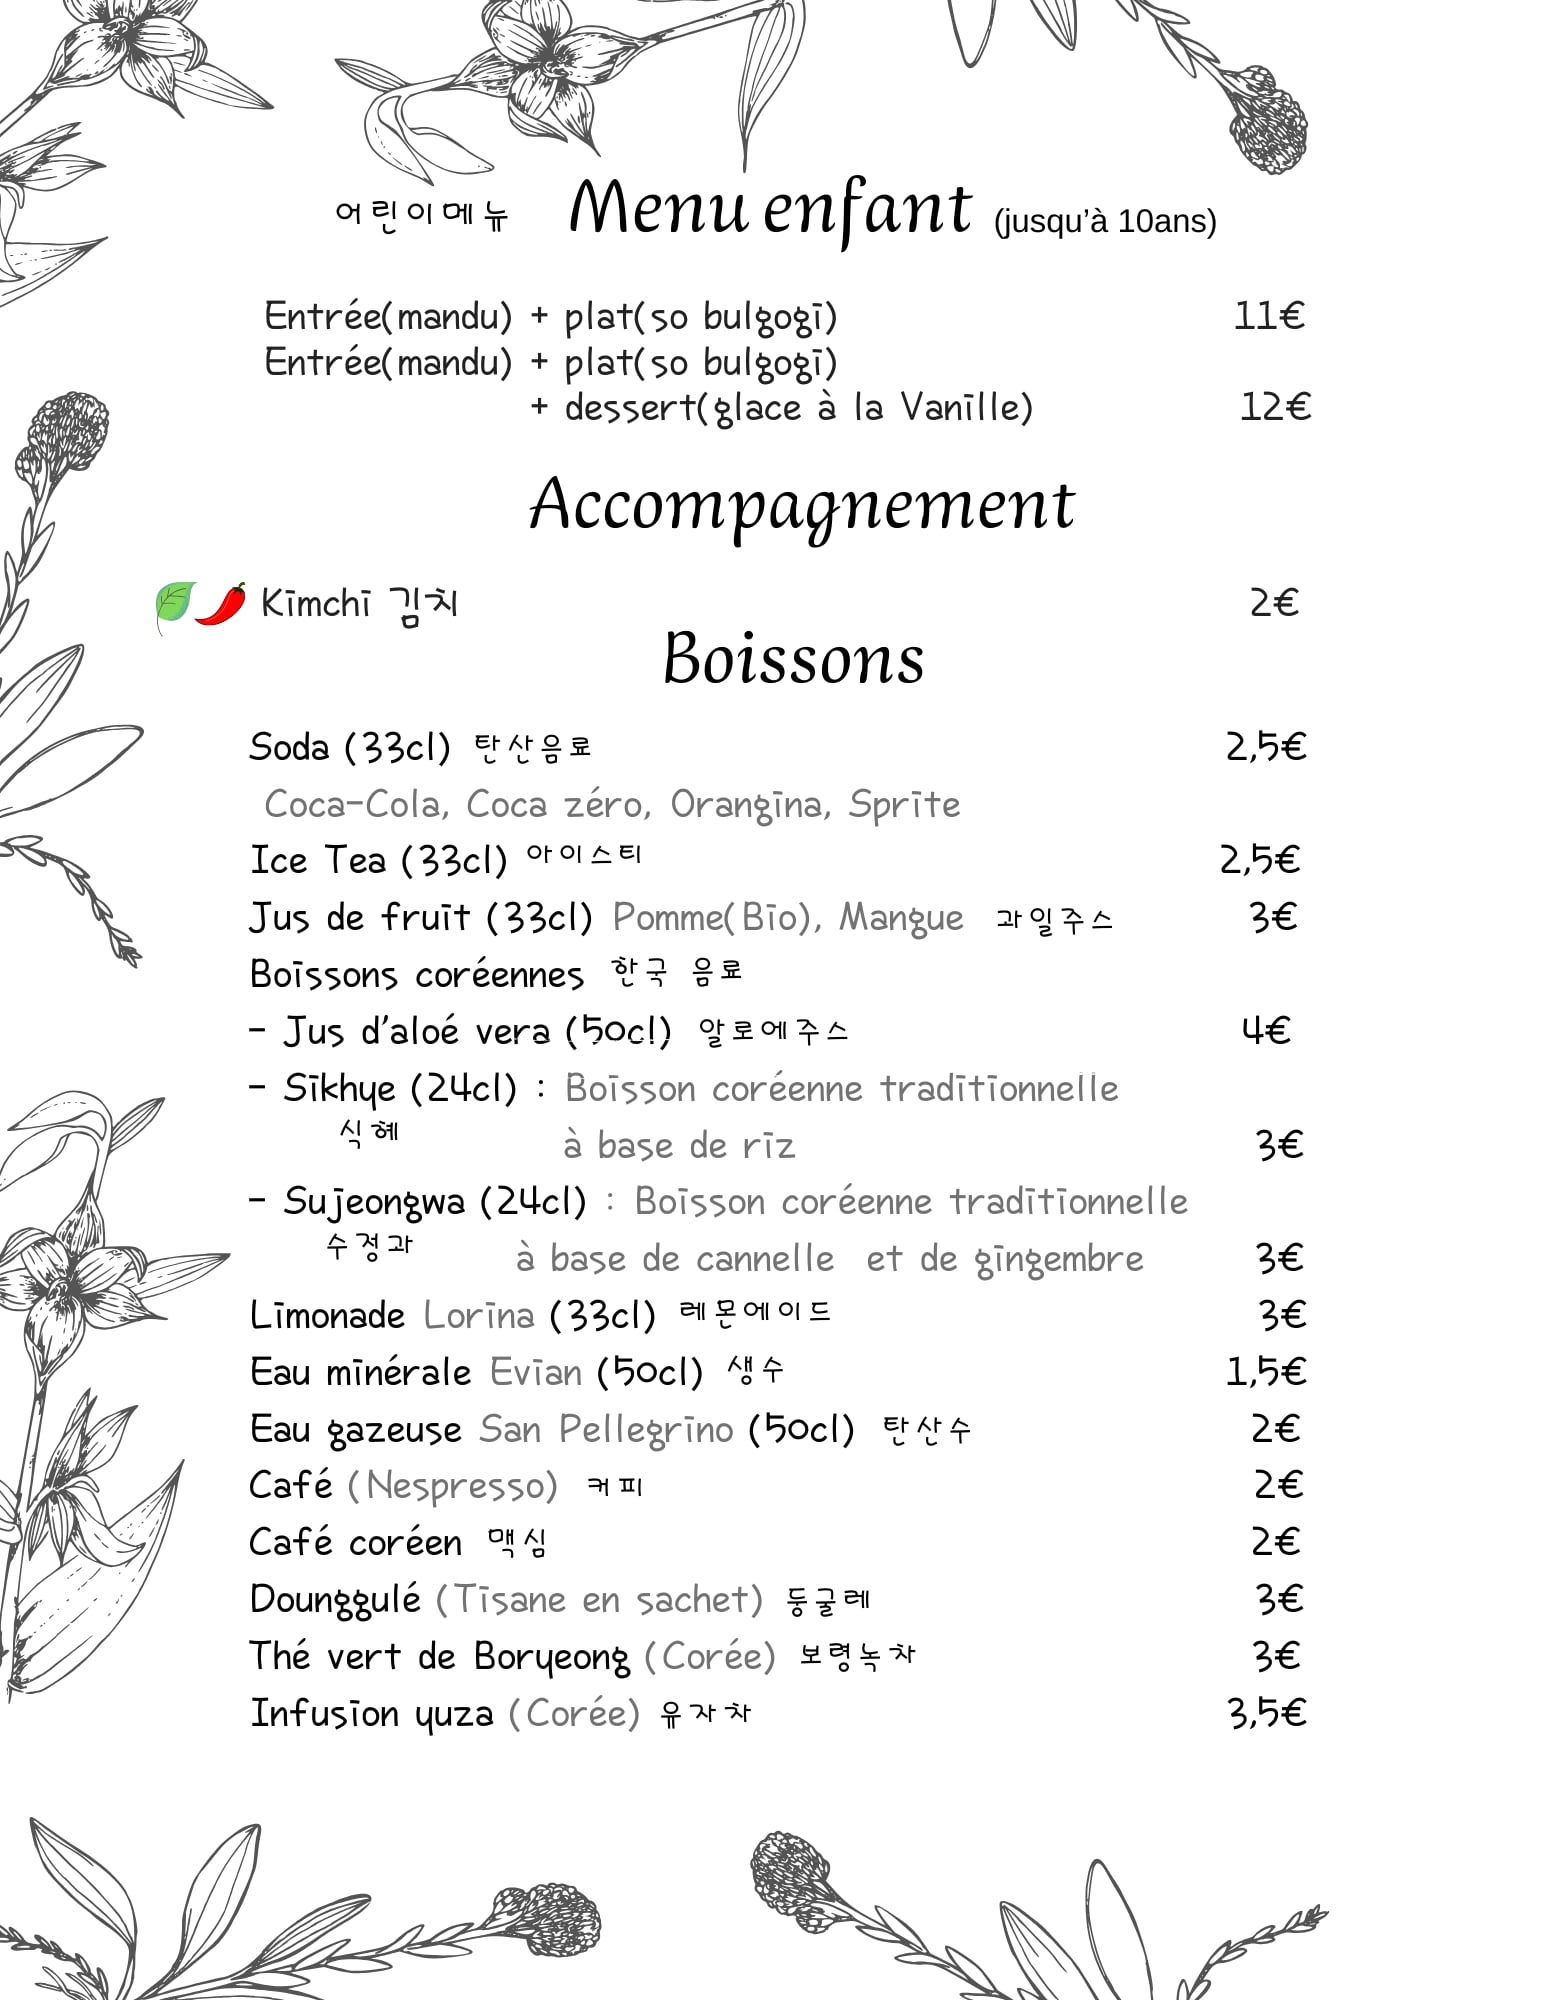 어린이메뉴 Menu enfant (jusqu'à 10ans)
Entrée(mandu) + plat(so bulgogi) 11€
Entrée(mandu) + plat(so bulgogi)
+ dessert(glace à la Vanille) 12€
Accompagnement
Kimchi 김치 2€
Boissons
Soda (33cl) 탄산음료 2,5€
Coca-Cola, Coca zéro, Orangina, Sprite
Ice Tea (33cl) 아이스티 2,5€
Jus de fruit (33cl) Pomme(Bio), Mangue 과일주스 3€
Boissons coréennes 한국 음료
- Jus d'aloé vera (50cl) 알로에주스 4€
- Sikhye (24cl) : Boisson coréenne traditionnelle
식혜 à base de riz 3€
- Sujeongwa (24cl) : Boisson coréenne traditionnelle
수정과 à base de cannelle et de gingembre 3€
Limonade Lorina (33cl) 레몬에이드 3€
Eau minérale Evian (50cl) 생수 1,5€
Eau gazeuse San Pellegrino (50cl) 탄산수 2€
Café (Nespresso) 커피 2€
Café coréen 맥심 2€
Dounggulé (Tisane en sachet) 둥굴레 3€
Thé vert de Boryeong (Corée) 보령녹차 3€
Infusion yuza (Corée) 유자차 3,5€